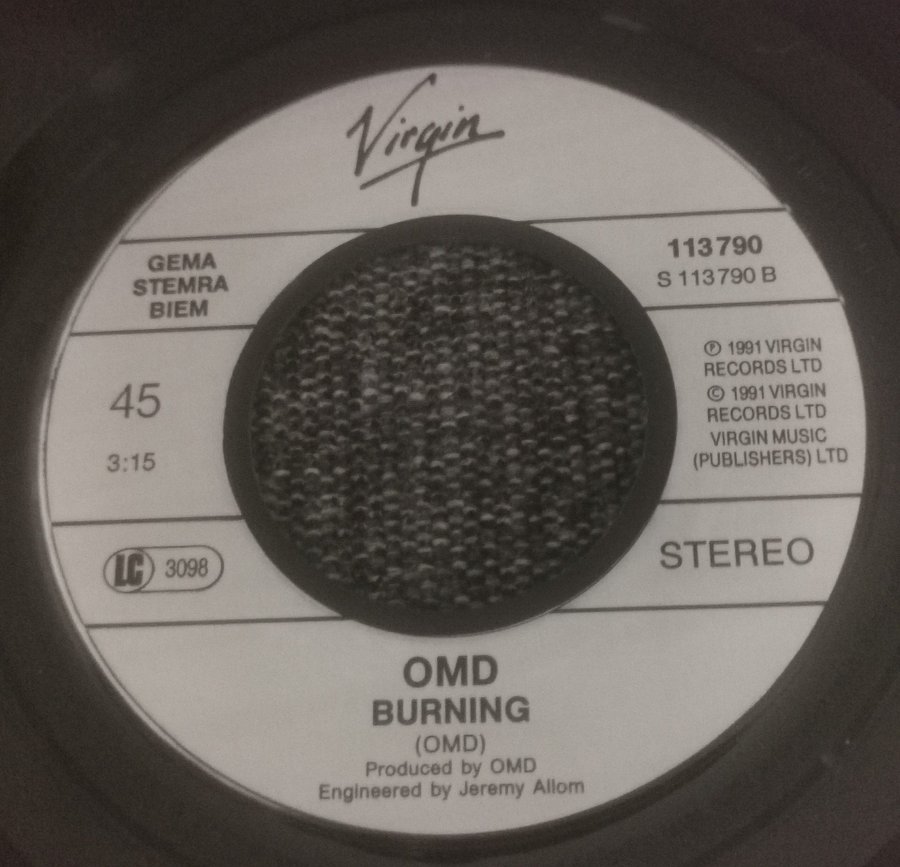 Virgin
GEMA
STEMRA
BIEM
113790
S 113790 B
45
3:15
℗ 1991 VIRGIN
RECORDS LTD
© 1991 VIRGIN
RECORDS LTD
VIRGIN MUSIC
(PUBLISHERS) LTD
LC 3098
STEREO
OMD
BURNING
(OMD)
Produced by OMD
Engineered by Jeremy Allom